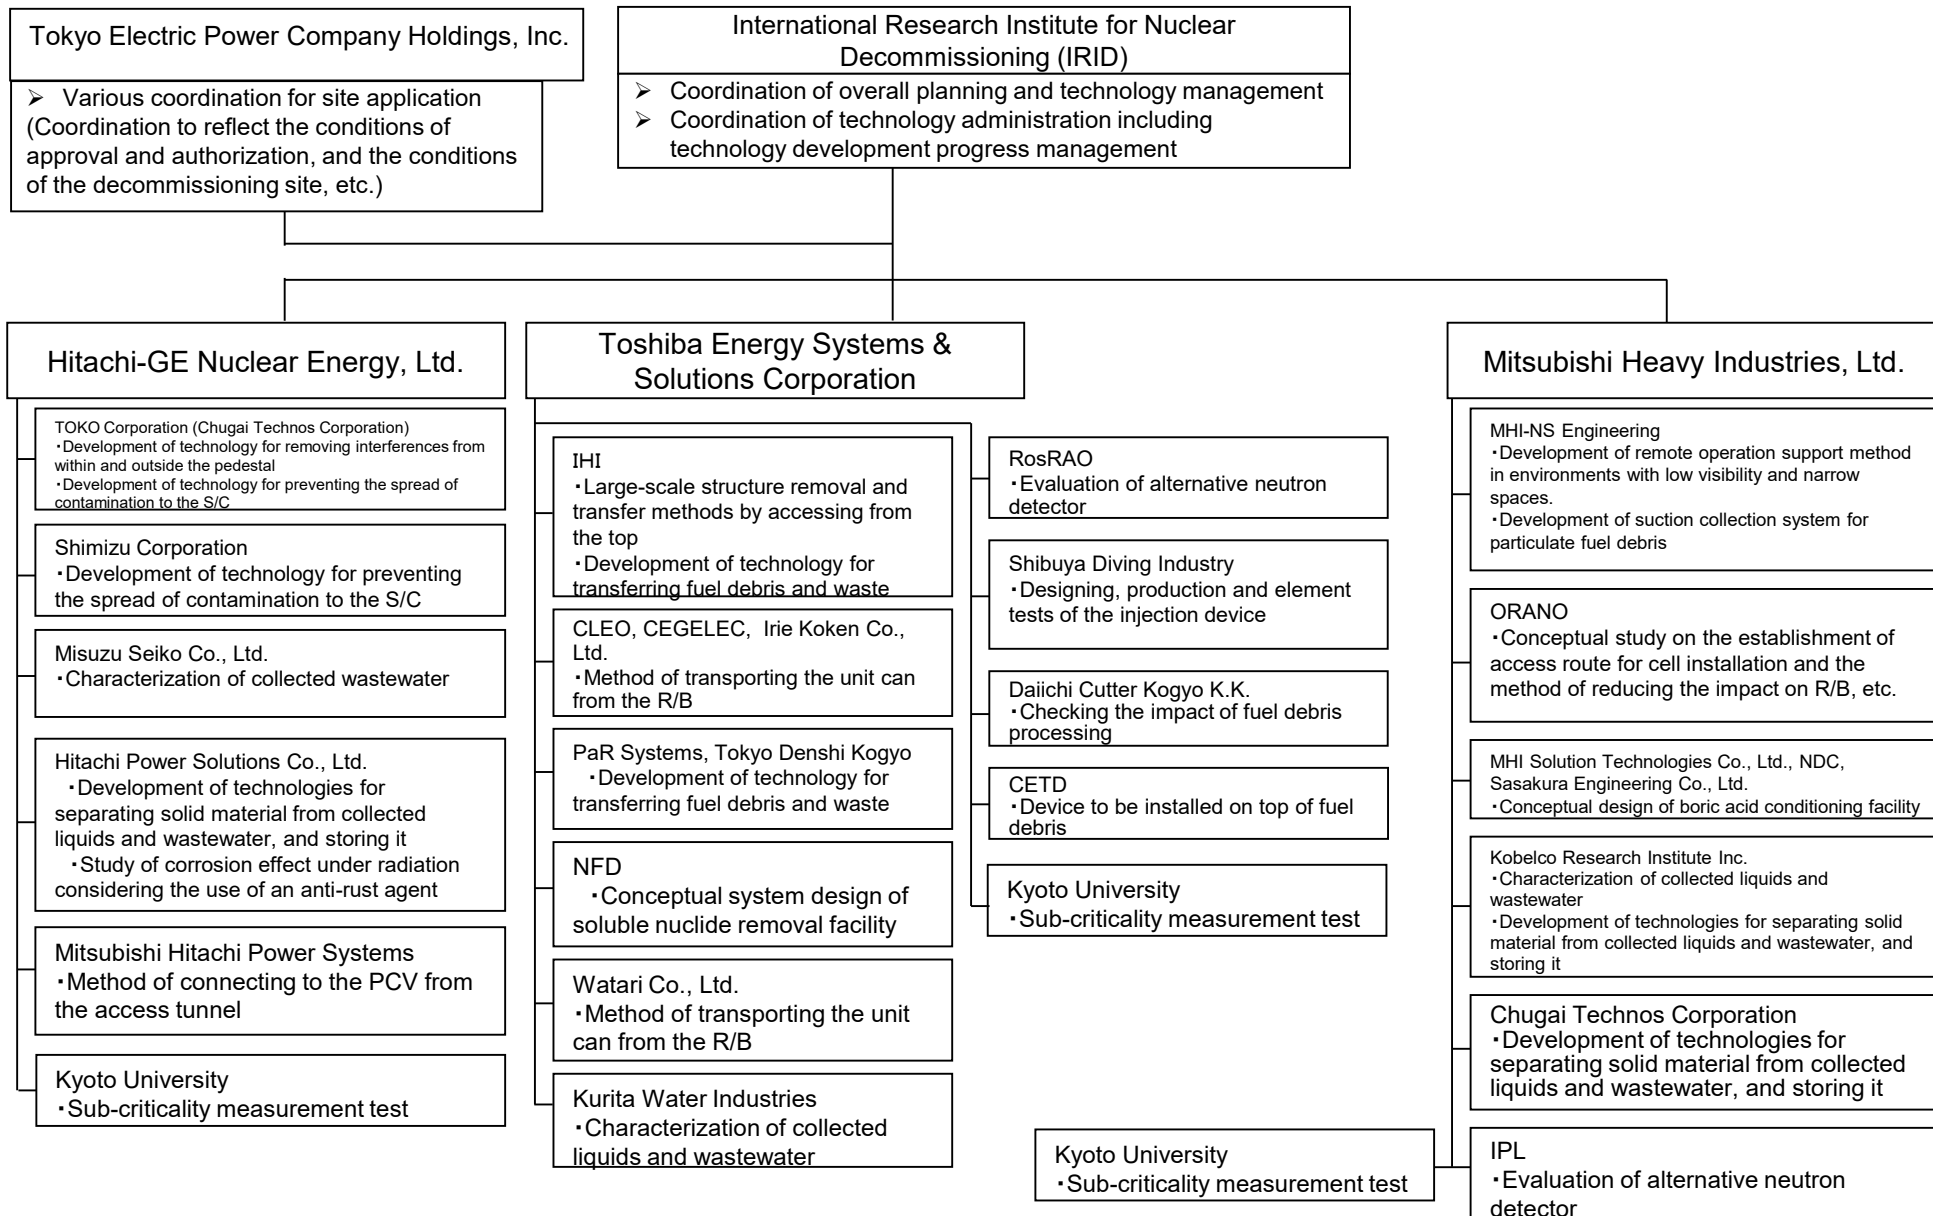 Tokyo Electric Power Company Holdings, Inc.
➢ Various coordination for site application
(Coordination to reflect the conditions of
approval and authorization, and the conditions
of the decommissioning site, etc.)
International Research Institute for Nuclear
Decommissioning (IRID)
➢ Coordination of overall planning and technology management
➢ Coordination of technology administration including
technology development progress management
Hitachi-GE Nuclear Energy, Ltd.
TOKO Corporation (Chugai Technos Corporation)
・Development of technology for removing interferences from
within and outside the pedestal
・Development of technology for preventing the spread of
contamination to the S/C
Shimizu Corporation
・Development of technology for preventing
the spread of contamination to the S/C
Misuzu Seiko Co., Ltd.
・Characterization of collected wastewater
Hitachi Power Solutions Co., Ltd.
・Development of technologies for
separating solid material from collected
liquids and wastewater, and storing it
・Study of corrosion effect under radiation
considering the use of an anti-rust agent
Mitsubishi Hitachi Power Systems
・Method of connecting to the PCV from
the access tunnel
Kyoto University
・Sub-criticality measurement test
Toshiba Energy Systems &
Solutions Corporation
IHI
・Large-scale structure removal and
transfer methods by accessing from
the top
・Development of technology for
transferring fuel debris and waste
CLEO, CEGELEC, Irie Koken Co.,
Ltd.
・Method of transporting the unit can
from the R/B
PaR Systems, Tokyo Denshi Kogyo
・Development of technology for
transferring fuel debris and waste
NFD
・Conceptual system design of
soluble nuclide removal facility
Watari Co., Ltd.
・Method of transporting the unit
can from the R/B
Kurita Water Industries
・Characterization of collected
liquids and wastewater
RosRAO
・Evaluation of alternative neutron
detector
Shibuya Diving Industry
・Designing, production and element
tests of the injection device
Daiichi Cutter Kogyo K.K.
・Checking the impact of fuel debris
processing
CETD
・Device to be installed on top of fuel
debris
Kyoto University
・Sub-criticality measurement test
Mitsubishi Heavy Industries, Ltd.
MHI-NS Engineering
・Development of remote operation support method
in environments with low visibility and narrow
spaces.
・Development of suction collection system for
particulate fuel debris
ORANO
・Conceptual study on the establishment of
access route for cell installation and the
method of reducing the impact on R/B, etc.
MHI Solution Technologies Co., Ltd., NDC,
Sasakura Engineering Co., Ltd.
・Conceptual design of boric acid conditioning facility
Kobelco Research Institute Inc.
・Characterization of collected liquids and
wastewater
・Development of technologies for separating solid
material from collected liquids and wastewater, and
storing it
Chugai Technos Corporation
・Development of technologies for
separating solid material from collected
liquids and wastewater, and storing it
Kyoto University
・Sub-criticality measurement test
IPL
・Evaluation of alternative neutron
detector